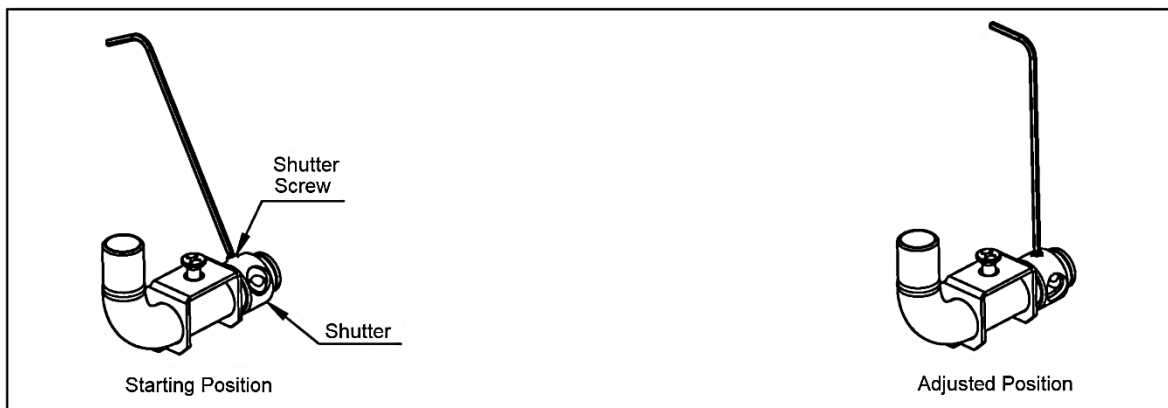 Shutter
Screw
Shutter
Starting Position
Adjusted Position